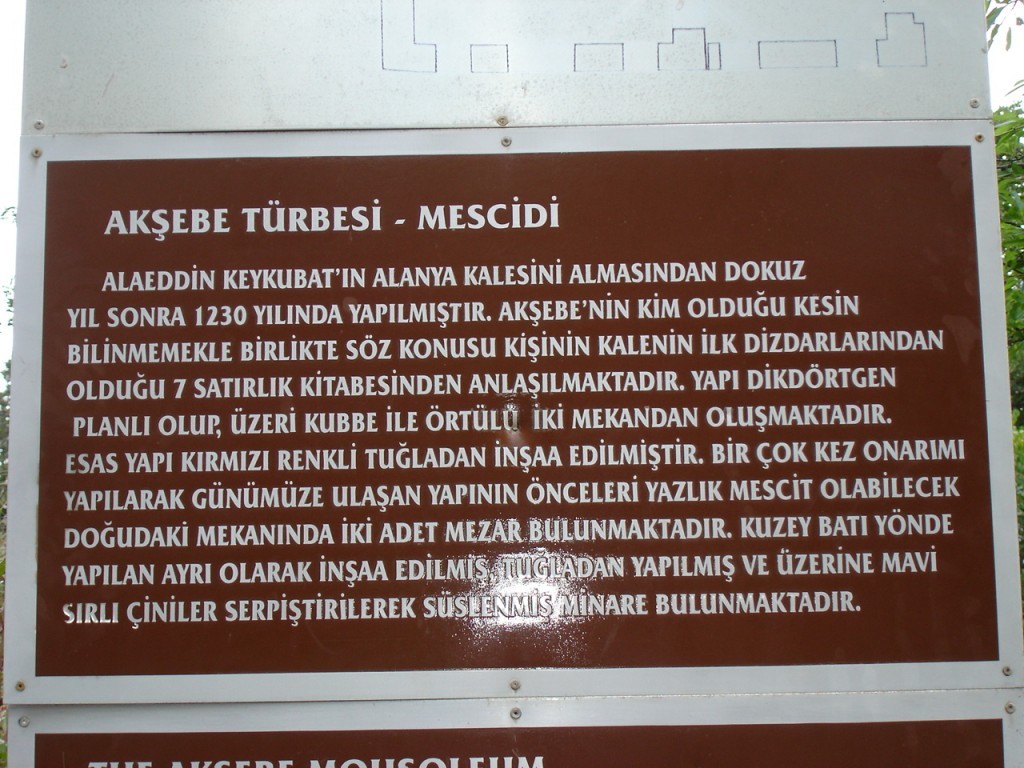 AKŞEBE TÜRBESİ - MESCİDİ
ALAEDDİN KEYKUBAT'IN ALANYA KALESİNİ ALMASINDAN DOKUZ
YIL SONRA 1230 YILINDA YAPILMIŞTIR. AKŞEBE'NİN KİM OLDUĞU KESİN
BİLİNMEMEKLE BİRLİKTE SÖZ KONUSU KİŞİNİN KALENİN İLK DİZDARLARINDAN
OLDUĞU 7 SATIRLIK KİTABESİNDEN ANLAŞILMAKTADIR. YAPI DİKDÖRTGEN
PLANLI OLUP, ÜZERİ KUBBE İLE ÖRTÜLÜ İKİ MEKANDAN OLUŞMAKTADIR.
ESAS YAPI KIRMIZI RENKLİ TUĞLADAN İNŞAA EDİLMİŞTİR. BİR ÇOK KEZ ONARIMI
YAPILARAK GÜNÜMÜZE ULAŞAN YAPININ ÖNCELERİ YAZLIK MESCİT OLABİLECEK
DOĞUDAKİ MEKANINDA İKİ ADET MEZAR BULUNMAKTADIR. KUZEY BATI YÖNDE
YAPILAN AYRI OLARAK İNŞAA EDİLMİŞ, TUĞLADAN YAPILMIŞ VE ÜZERİNE MAVİ
SIRLI ÇİNİLER SERPİŞTİRİLEREK SÜSLENMİŞ MİNARE BULUNMAKTADIR.
THE AKŞEBE MOUSOLEUM